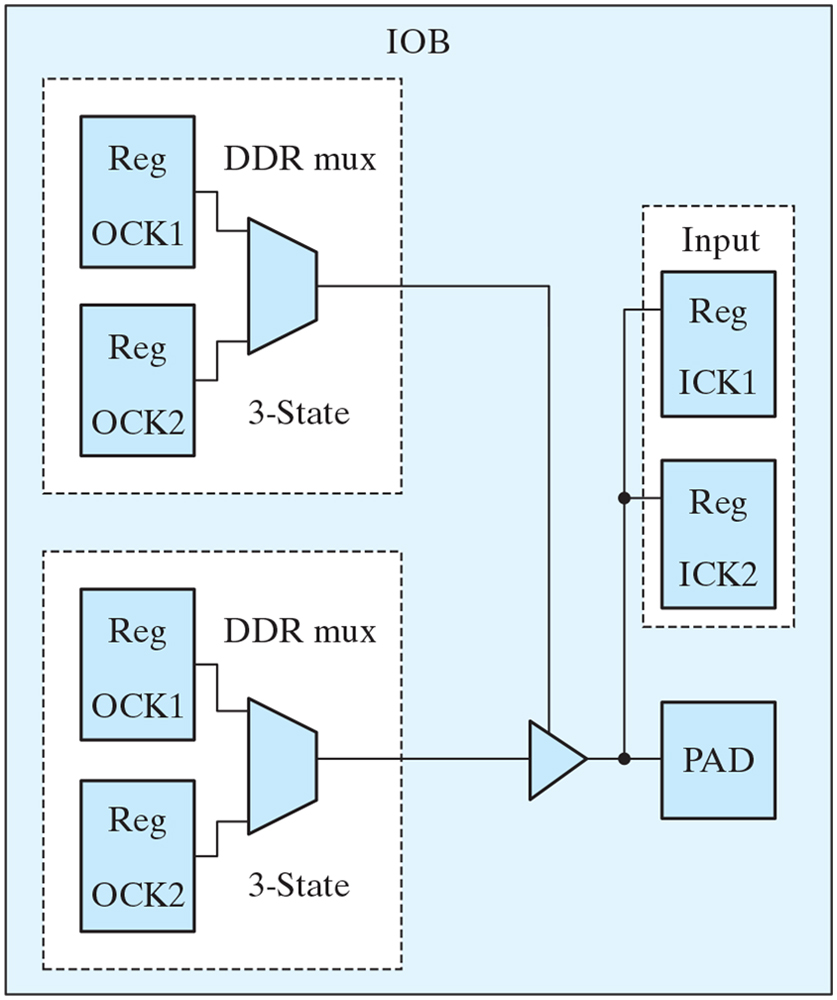 IOB
Reg
OCK1
DDR mux
Reg
OCK2
3-State
Input
Reg
ICK1
Reg
ICK2
Reg
OCK1
DDR mux
Reg
OCK2
3-State
PAD